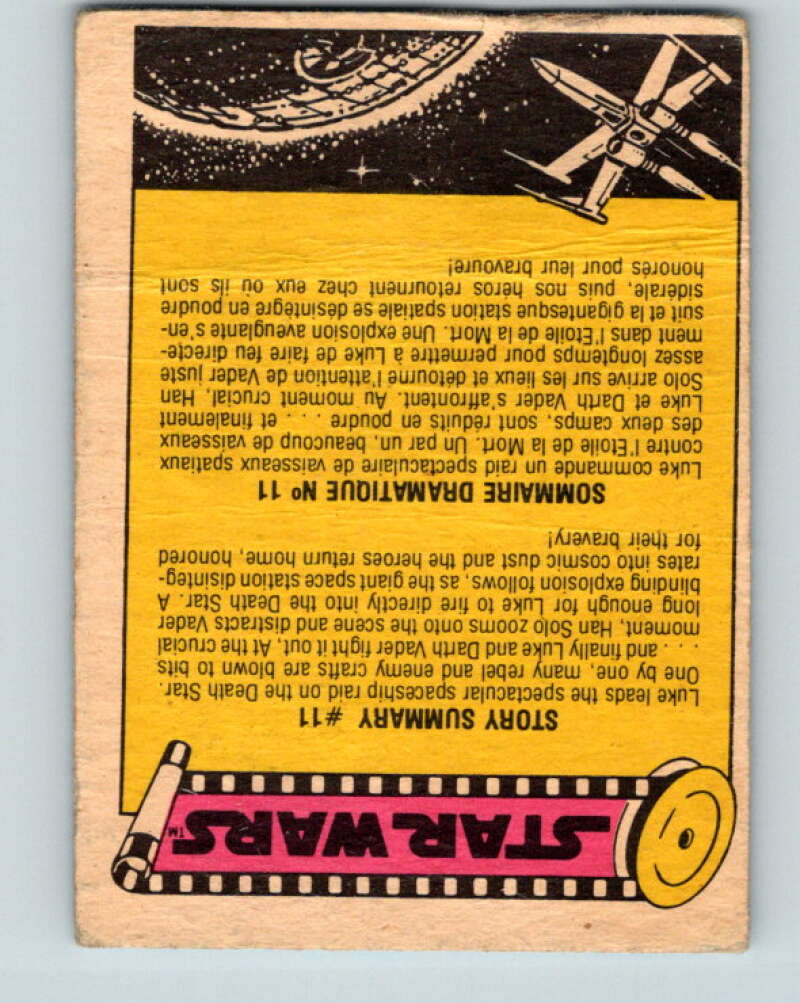 STAR WARS™
STORY SUMMARY #11
Luke leads the spectacular spaceship raid on the Death Star.
One by one, many rebel and enemy crafts are blown to bits
. . . and finally Luke and Darth Vader fight it out, At the crucial
moment, Han Solo zooms onto the scene and distracts Vader
long enough for Luke to fire directly into the Death Star. A
blinding explosion follows, as the giant space station disinteg-
rates into cosmic dust and the heroes return home, honored
for their bravery!
SOMMAIRE DRAMATIQUE Nº 11
Luke commande un raid spectaculaire de vaisseaux spatiaux
contre l'Etoile de la Mort. Un par un, beaucoup de vaisseaux
des deux camps, sont réduits en poudre . . . et finalement
Luke et Darth Vader s'affrontent. Au moment crucial, Han
Solo arrive sur les lieux et détourne l'attention de Vader juste
assez longtemps pour permettre à Luke de faire feu directe-
ment dans l'Etoile de la Mort. Une explosion aveuglante s'en-
suit et la gigantesque station spatiale se désintègre en poudre
sidérale, puis nos héros retournent chez eux où ils sont
honorés pour leur bravoure!